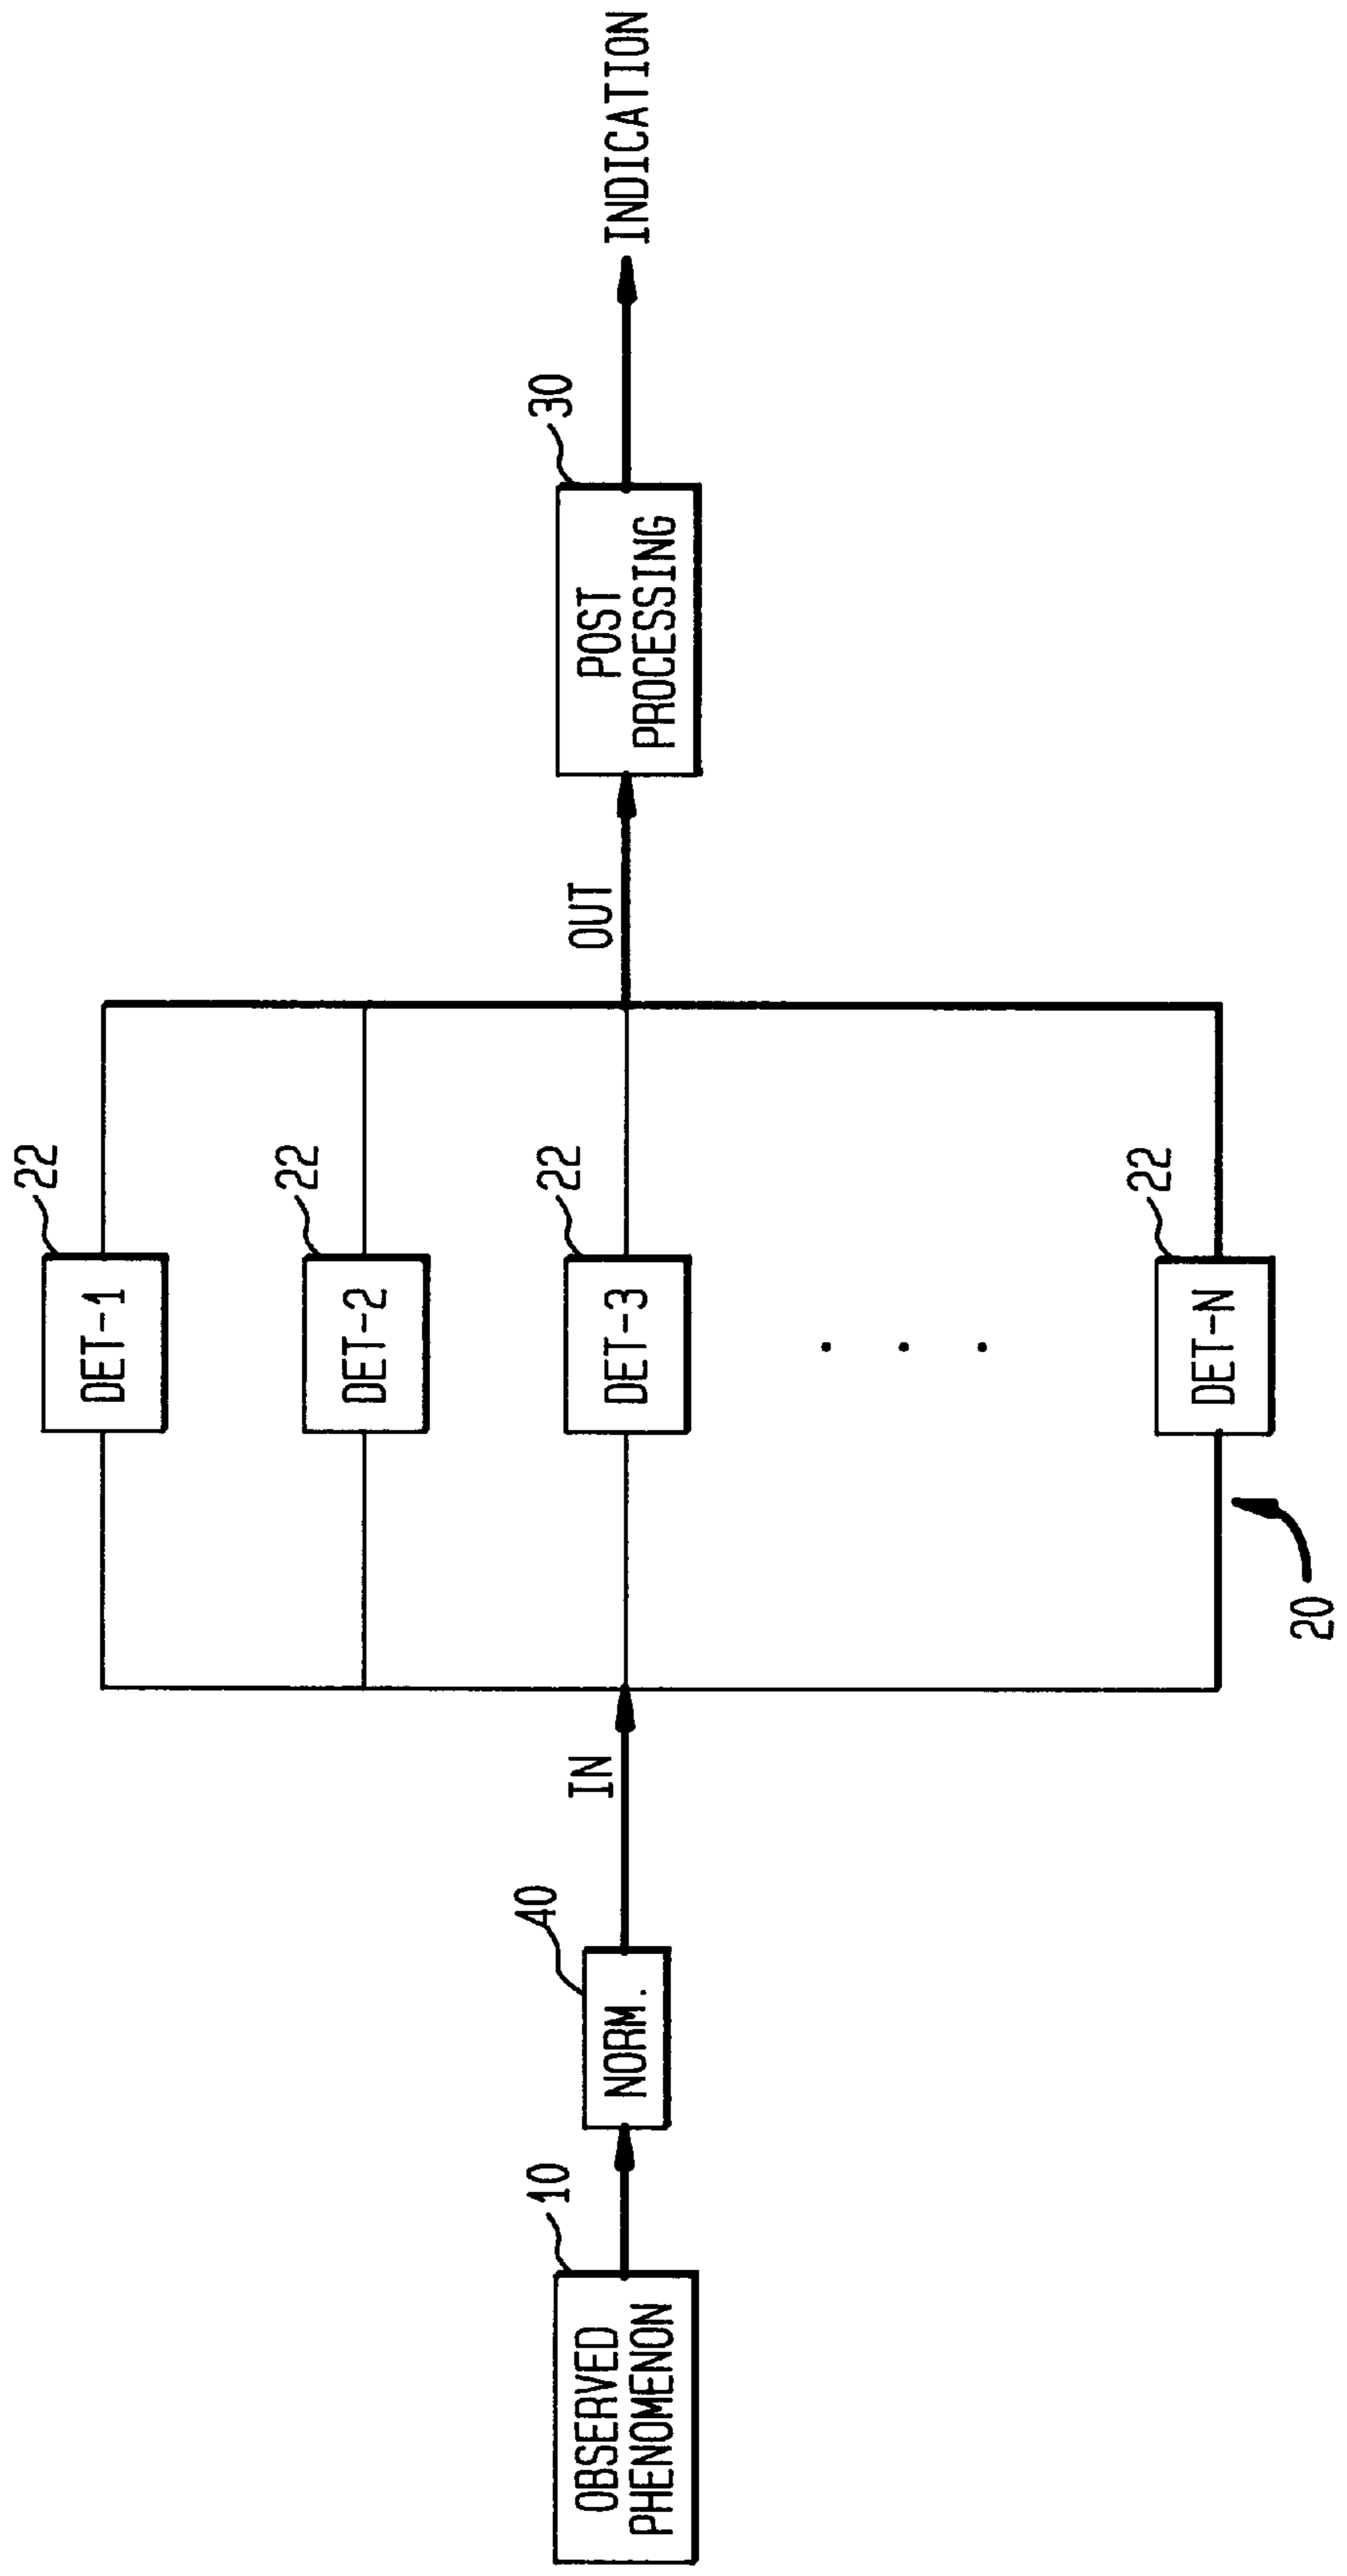 OBSERVED
PHENOMENON
10
NORM.
40
IN
20
DET-1
22
DET-2
22
DET-3
22
. . .
DET-N
22
OUT
POST
PROCESSING
30
INDICATION